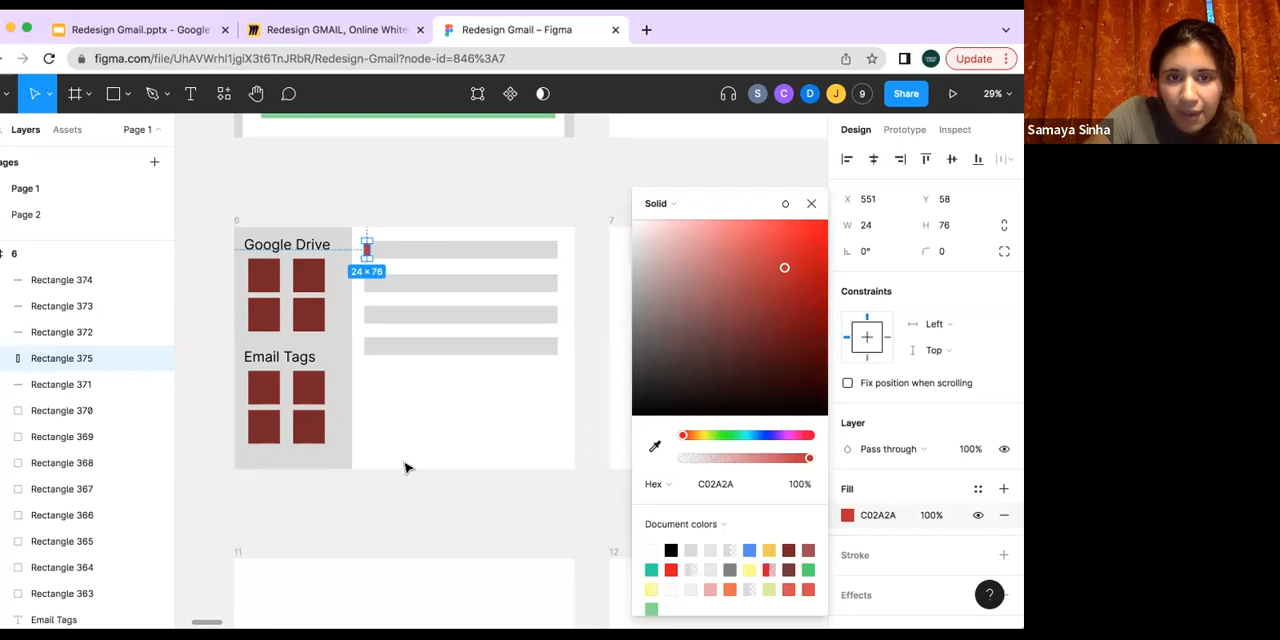 Redesign Gmail.pptx - Google
Redesign GMAIL, Online White
Redesign Gmail – Figma
figma.com/file/UhAVWrhl1jgiX3t6TnJRbR/Redesign-Gmail?node-id=846%3A7
Update
S
C
D
J
9
Share
29%
Samaya Sinha
Layers
Assets
Page 1
ages
Page 1
Page 2
6
Rectangle 374
Rectangle 373
Rectangle 372
Rectangle 375
Rectangle 371
Rectangle 370
Rectangle 369
Rectangle 368
Rectangle 367
Rectangle 366
Rectangle 365
Rectangle 364
Rectangle 363
Email Tags
6
Google Drive
24 × 76
Email Tags
7
11
12
Solid
Hex
C02A2A
100%
Document colors
Design
Prototype
Inspect
X 551
Y 58
W 24
H 76
0°
0
Constraints
Left
Top
Fix position when scrolling
Layer
Pass through
100%
Fill
C02A2A
100%
Stroke
Effects
?